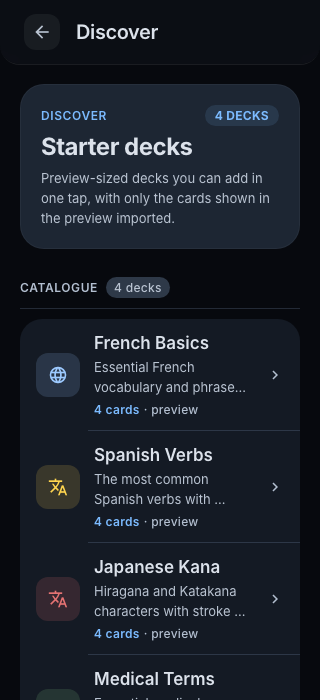 Discover
DISCOVER
4 DECKS
Starter decks
Preview-sized decks you can add in
one tap, with only the cards shown in
the preview imported.
CATALOGUE
4 decks
French Basics
Essential French
vocabulary and phrase...
4 cards · preview
Spanish Verbs
The most common
Spanish verbs with ...
4 cards · preview
Japanese Kana
Hiragana and Katakana
characters with stroke ...
4 cards · preview
Medical Terms